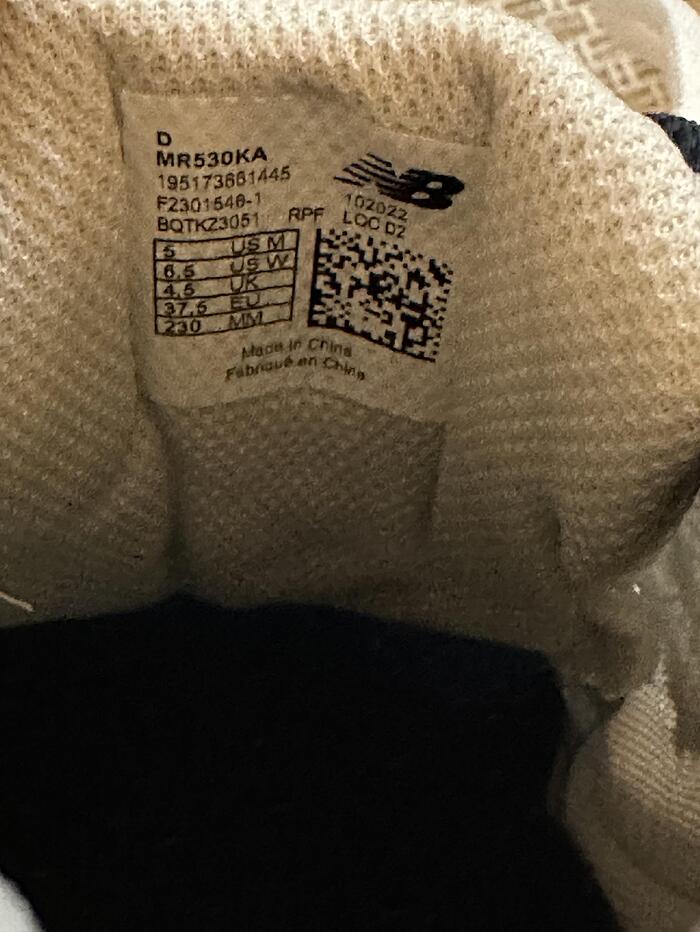 D
MR530KA
195173661445
F2301546-1
BQTKZ3051 RPF
NB
102022
LOC D2
5 US M
6,5 US W
4,5 UK
37,5 EU
230 MM
Made in China
Fabriqué en Chine